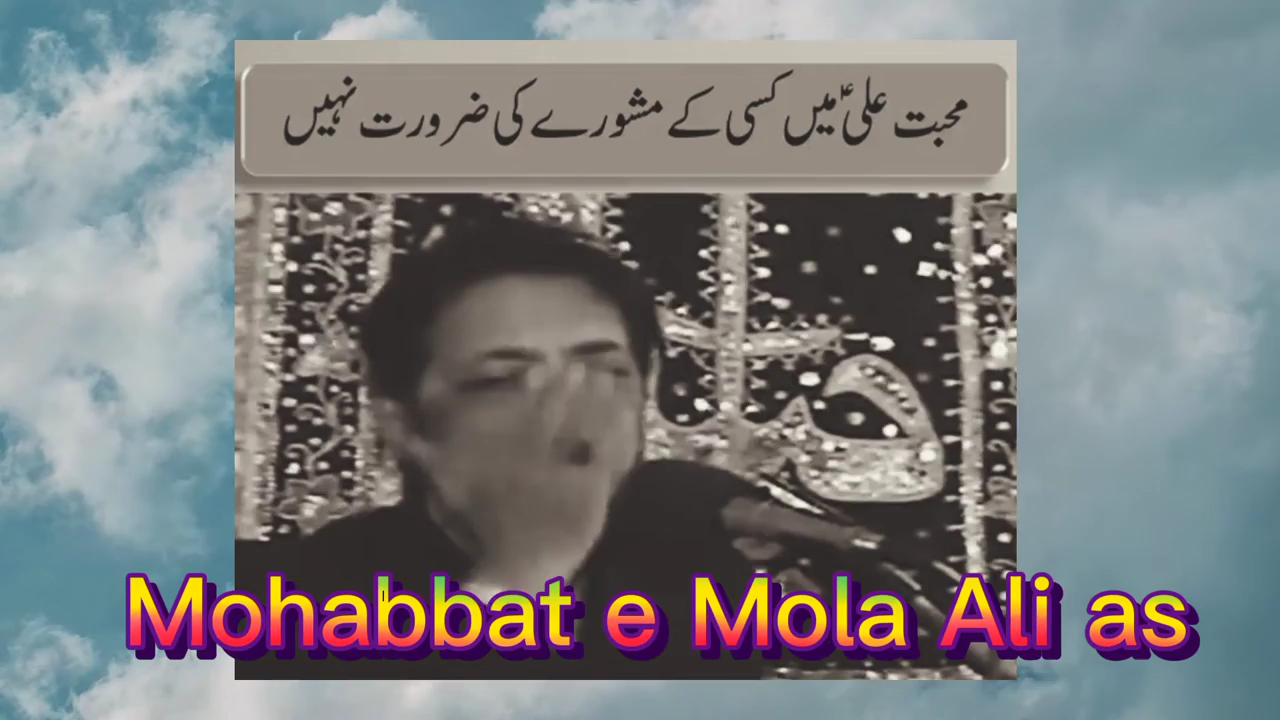 محبت علیؑ میں کسی کے مشورے کی ضرورت نہیں
Mohabbat e Mola Ali as